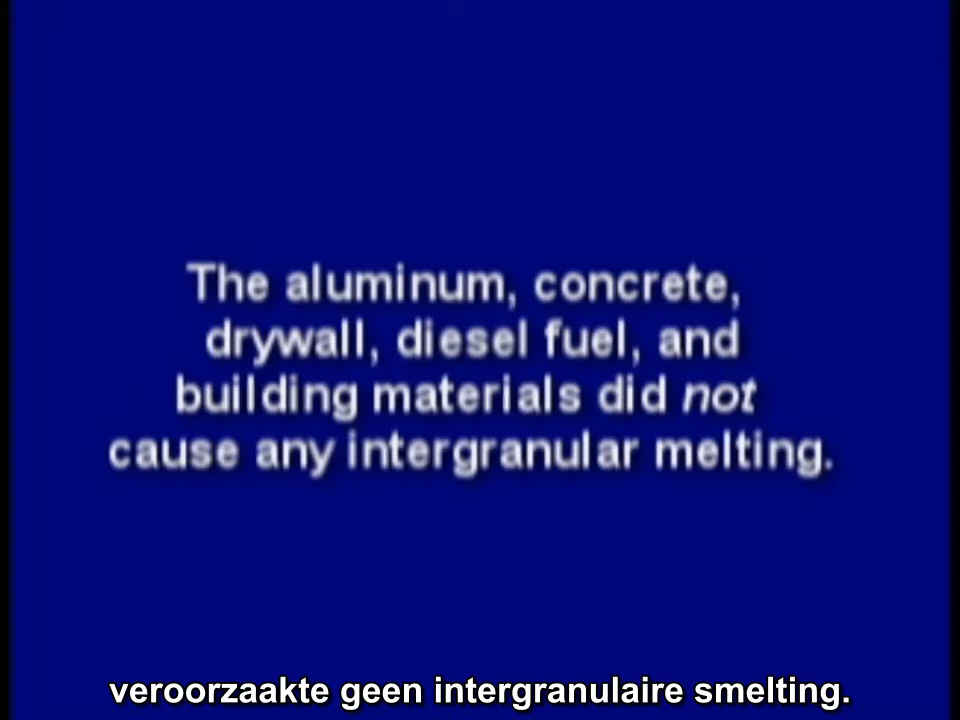 The aluminum, concrete,
drywall, diesel fuel, and
building materials did not
cause any intergranular melting.
veroorzaakte geen intergranulaire smelting.